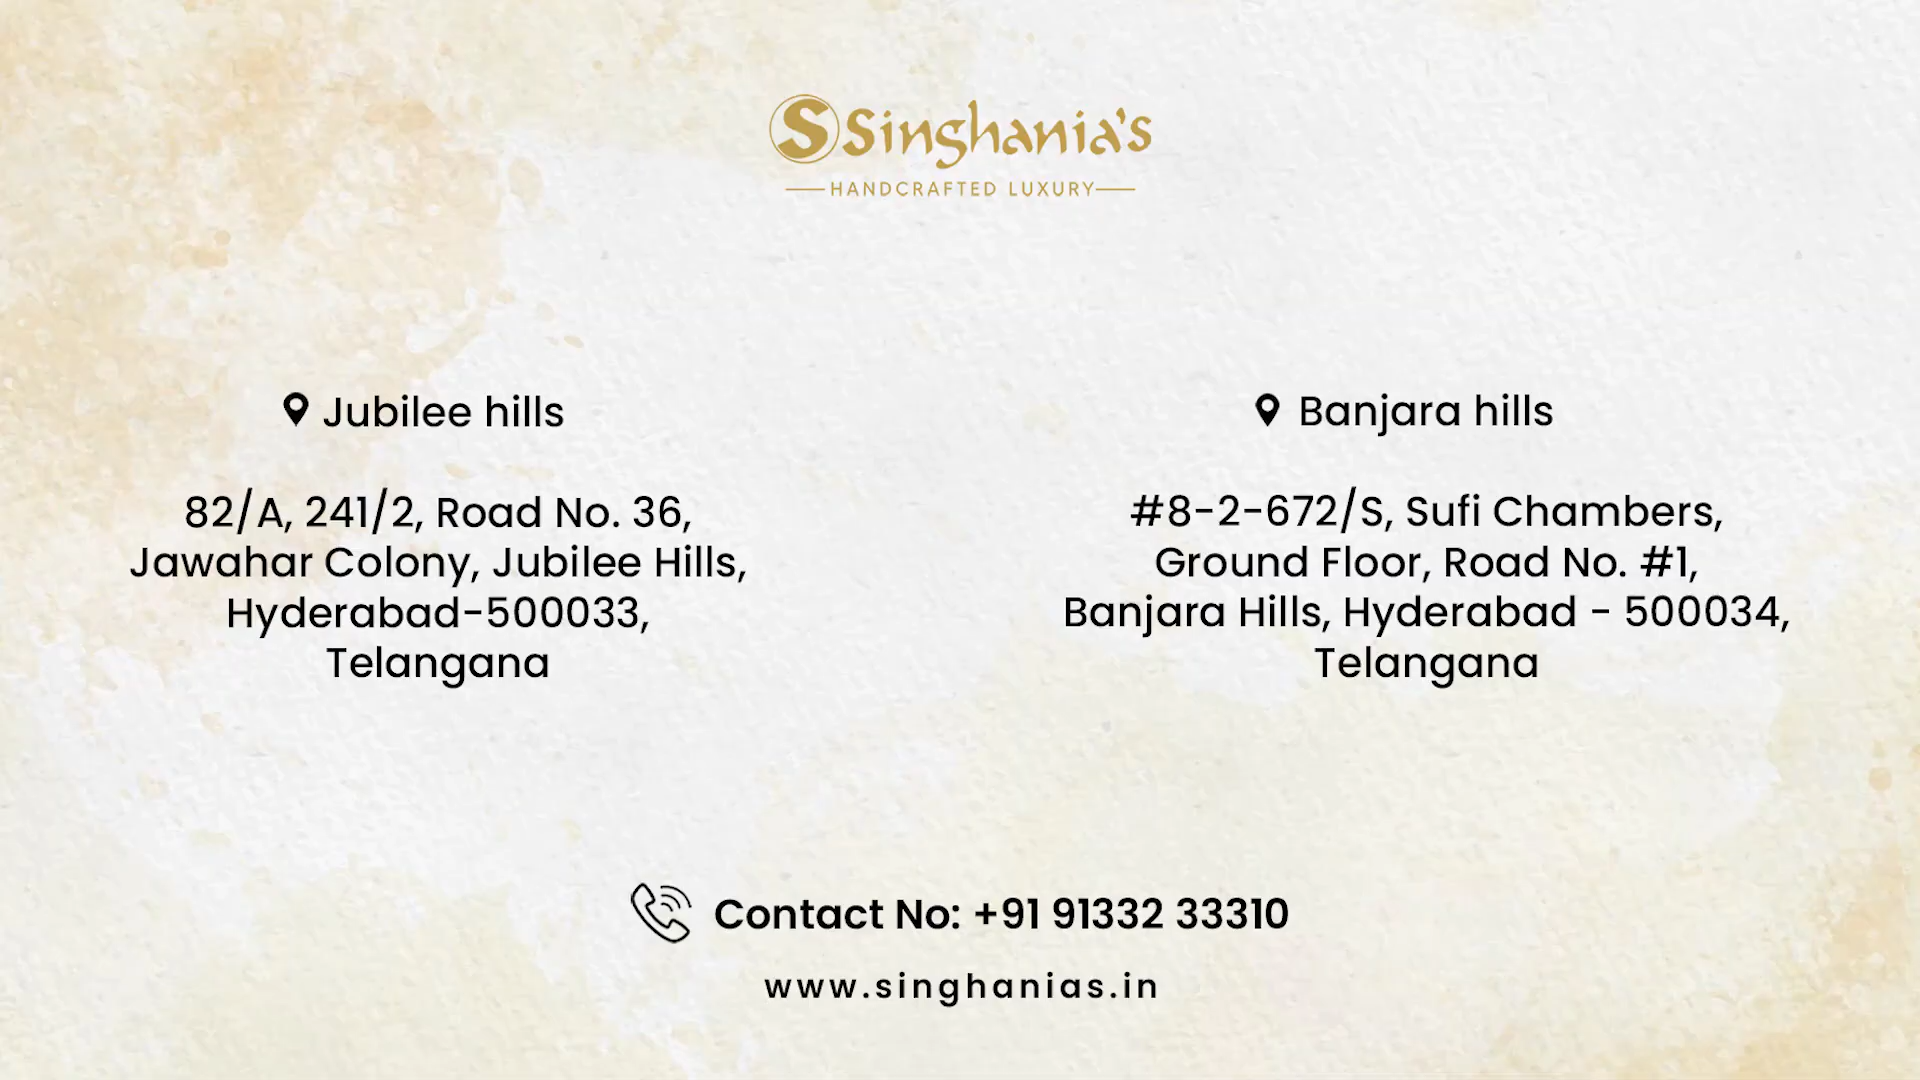 Singhania's
HANDCRAFTED LUXURY
Jubilee hills
82/A, 241/2, Road No. 36,
Jawahar Colony, Jubilee Hills,
Hyderabad-500033,
Telangana
Banjara hills
#8-2-672/S, Sufi Chambers,
Ground Floor, Road No. #1,
Banjara Hills, Hyderabad - 500034,
Telangana
Contact No: +91 91332 33310
www.singhanias.in